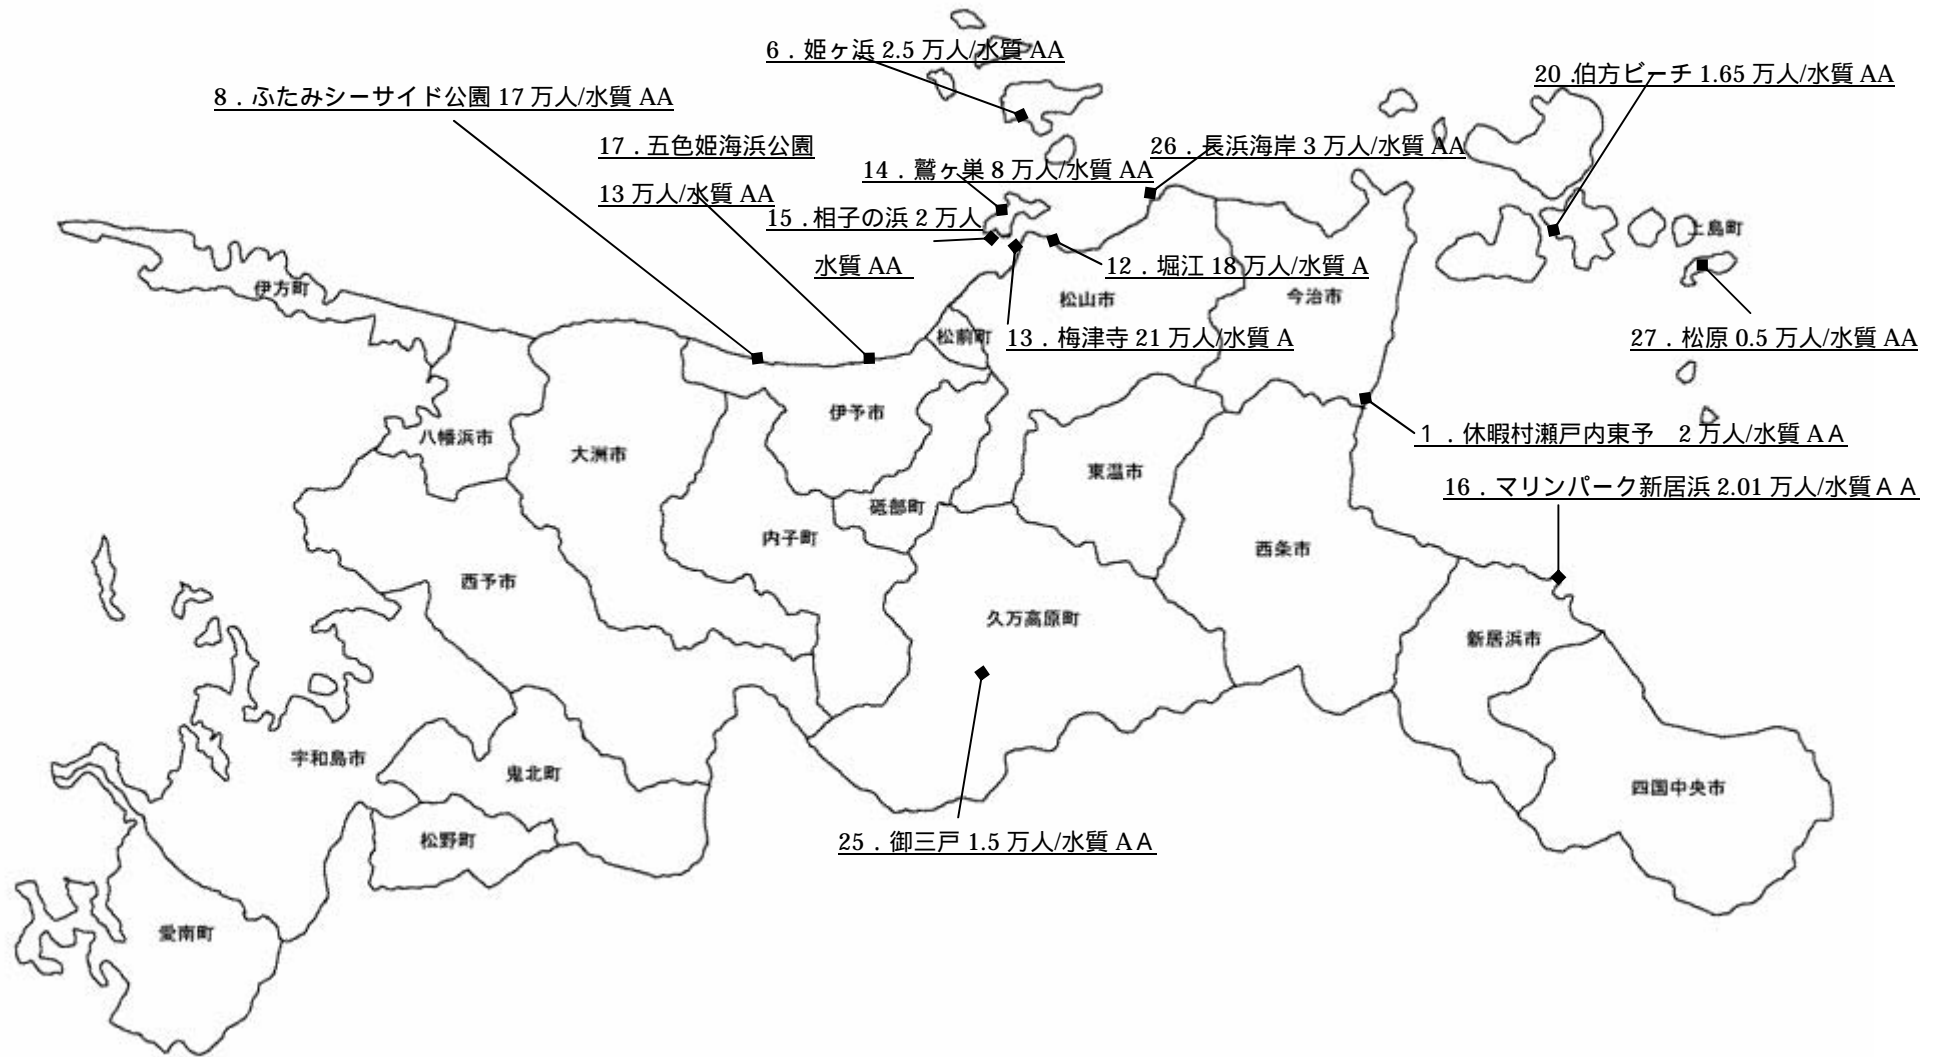 6．姫ヶ浜 2.5 万人/水質 AA
20.伯方ビーチ 1.65 万人/水質 AA
8．ふたみシーサイド公園 17 万人/水質 AA
17．五色姫海浜公園
13 万人/水質 AA
26．長浜海岸 3 万人/水質 AA
14．鷲ヶ巣 8 万人/水質 AA
15．相子の浜 2 万人
水質 AA
上島町
12．堀江 18 万人/水質 A
伊方町
松山市
今治市
松前町
13．梅津寺 21 万人/水質 A
27．松原 0.5 万人/水質 AA
伊予市
八幡浜市
大洲市
1．休暇村瀬戸内東予　2 万人/水質 AA
東温市
16．マリンパーク新居浜 2.01 万人/水質 AA
砥部町
内子町
西条市
西予市
久万高原町
新居浜市
宇和島市
鬼北町
四国中央市
松野町
25．御三戸 1.5 万人/水質 AA
愛南町